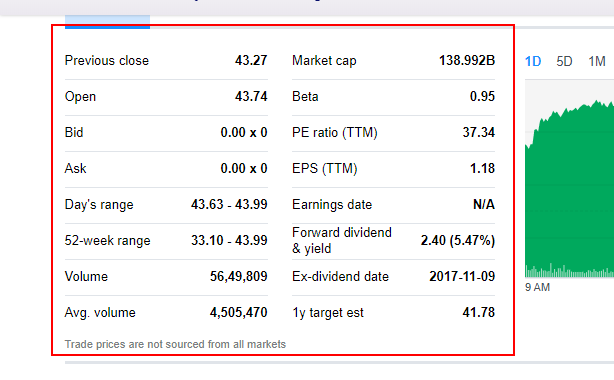 Previous close 43.27 Market cap 138.992B
1D 5D 1M
Open 43.74 Beta 0.95
Bid 0.00 x 0 PE ratio (TTM) 37.34
Ask 0.00 x 0 EPS (TTM) 1.18
Day's range 43.63 - 43.99 Earnings date N/A
52-week range 33.10 - 43.99 Forward dividend & yield 2.40 (5.47%)
Volume 56,49,809 Ex-dividend date 2017-11-09
9 AM
Avg. volume 4,505,470 1y target est 41.78
Trade prices are not sourced from all markets